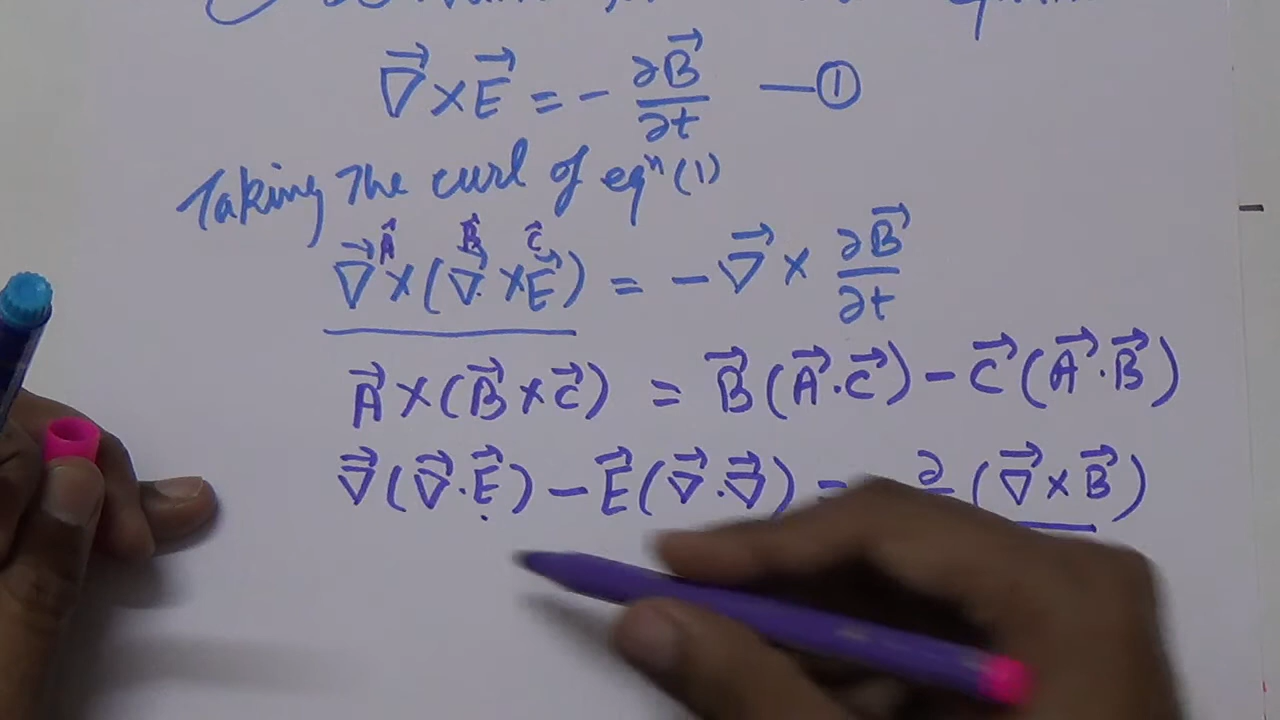 ∇⃗×E⃗ = - ∂B⃗/∂t —①
Taking the curl of eqⁿ(1)
A⃗ B⃗ C⃗
∇⃗×(∇⃗×E⃗) = -∇⃗× ∂B⃗/∂t
A⃗×(B⃗×C⃗) = B⃗(A⃗·C⃗) - C⃗(A⃗·B⃗)
∇⃗(∇⃗·E⃗) - E⃗(∇⃗·∇⃗) = ∂ (∇⃗×B⃗)